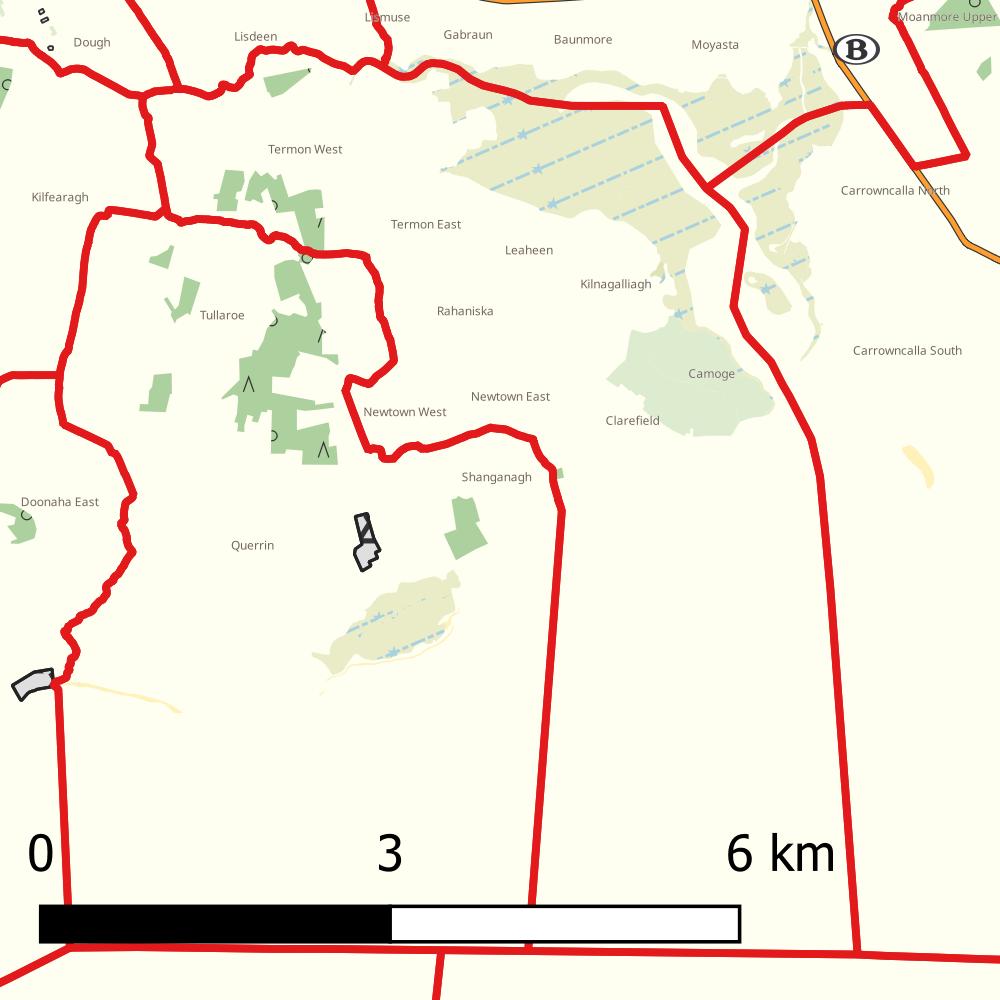 Lismuse
Moanmore Upper
Dough
Lisdeen
Gabraun
Baunmore
Moyasta
B
Termon West
Kilfearagh
Carrowncalla North
Termon East
Leaheen
Kilnagalliagh
Tullaroe
Rahaniska
Carrowncalla South
Camoge
Newtown East
Newtown West
Clarefield
Shanganagh
Doonaha East
Querrin
0 3 6 km